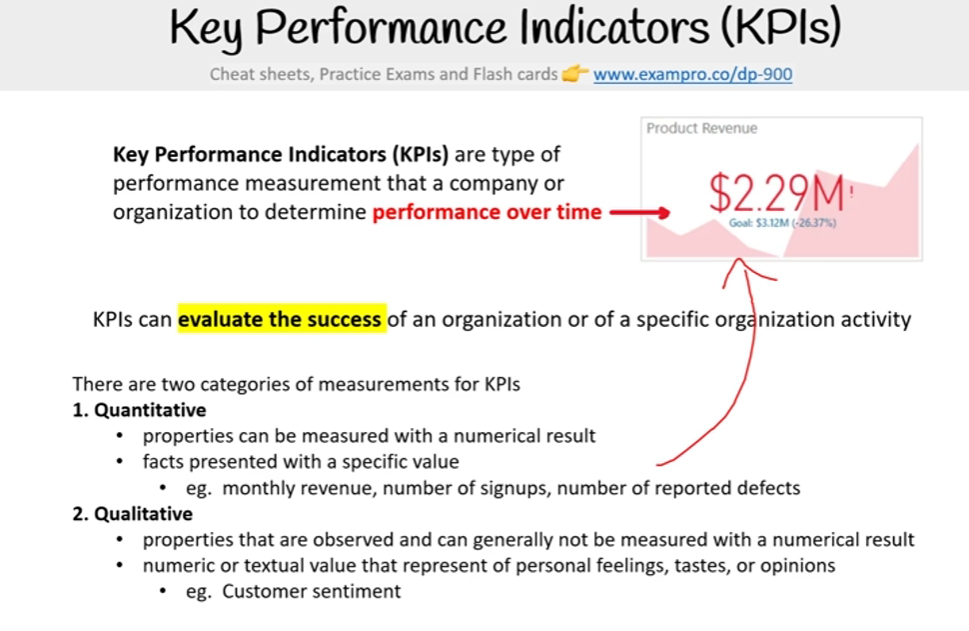 Key Performance Indicators (KPIs)
Cheat sheets, Practice Exams and Flash cards 👉 www.exampro.co/dp-900
Key Performance Indicators (KPIs) are type of
performance measurement that a company or
organization to determine performance over time
Product Revenue
$2.29M!
Goal: $3.12M (-26.37%)
KPIs can evaluate the success of an organization or of a specific organization activity
There are two categories of measurements for KPIs
1. Quantitative
• properties can be measured with a numerical result
• facts presented with a specific value
• eg. monthly revenue, number of signups, number of reported defects
2. Qualitative
• properties that are observed and can generally not be measured with a numerical result
• numeric or textual value that represent of personal feelings, tastes, or opinions
• eg. Customer sentiment